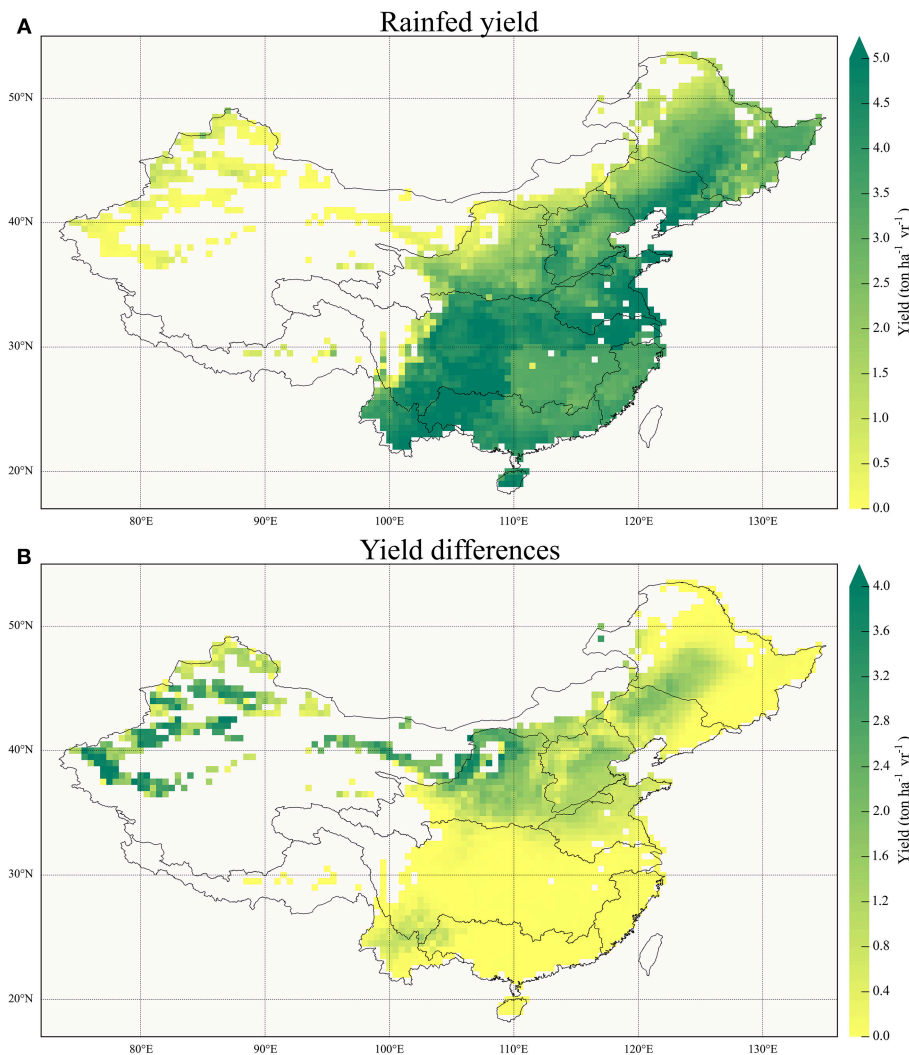 A
Rainfed yield
50°N
40°N
30°N
20°N
80°E 90°E 100°E 110°E 120°E 130°E
5.0
4.5
4.0
3.5
3.0
2.5
2.0
1.5
1.0
0.5
0.0
Yield (ton ha⁻¹ yr⁻¹)
B
Yield differences
50°N
40°N
30°N
20°N
80°E 90°E 100°E 110°E 120°E 130°E
4.0
3.6
3.2
2.8
2.4
2.0
1.6
1.2
0.8
0.4
0.0
Yield (ton ha⁻¹ yr⁻¹)